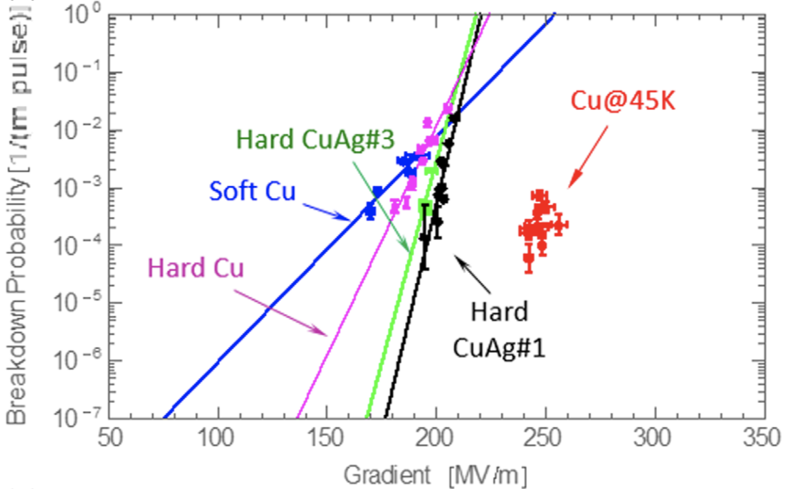 Breakdown Probability [1/(m pulse)]
10^0
10^-1
10^-2
10^-3
10^-4
10^-5
10^-6
10^-7
Cu@45K
Hard CuAg#3
Soft Cu
Hard Cu
Hard
CuAg#1
50 100 150 200 250 300 350
Gradient [MV/m]